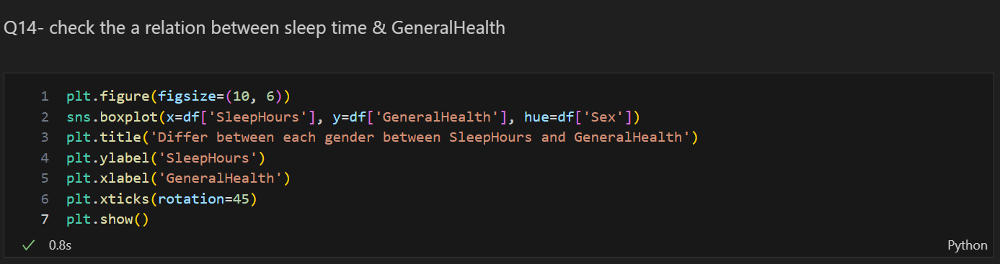 Q14- check the a relation between sleep time & GeneralHealth
1 plt.figure(figsize=(10, 6))
2 sns.boxplot(x=df['SleepHours'], y=df['GeneralHealth'], hue=df['Sex'])
3 plt.title('Differ between each gender between SleepHours and GeneralHealth')
4 plt.ylabel('SleepHours')
5 plt.xlabel('GeneralHealth')
6 plt.xticks(rotation=45)
7 plt.show()
0.8s Python